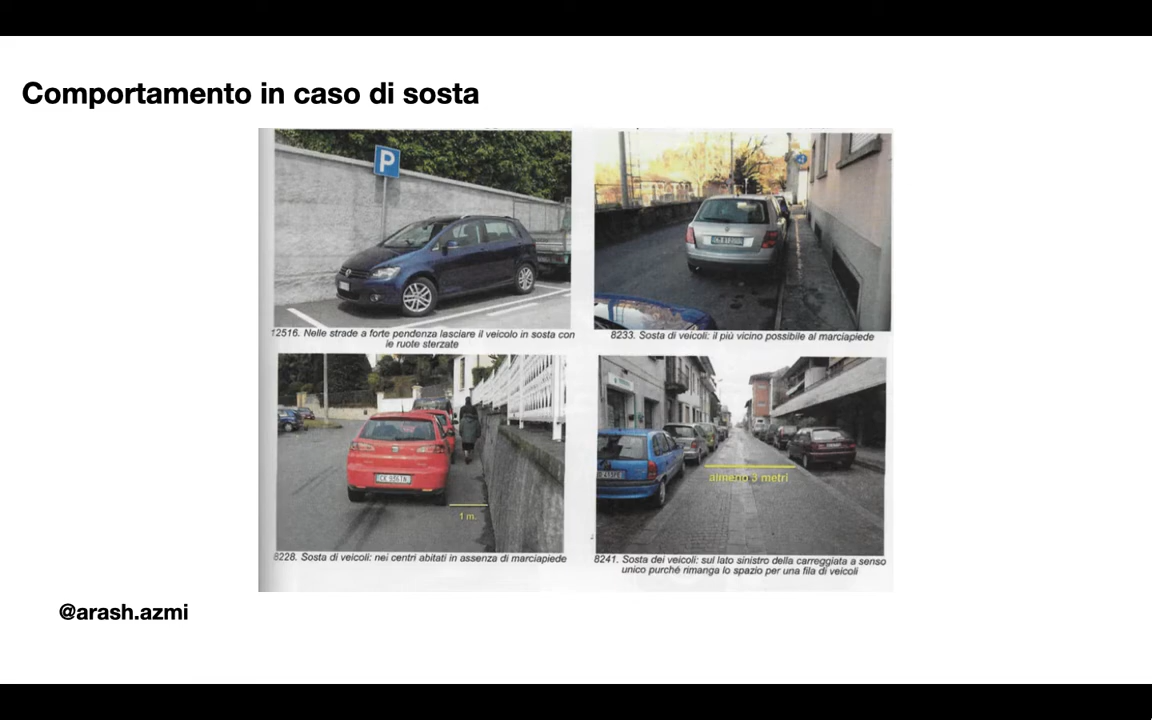 Comportamento in caso di sosta
P
12516. Nelle strade a forte pendenza lasciare il veicolo in sosta con
le ruote sterzate
8233. Sosta di veicoli: il più vicino possibile al marciapiede
1 m.
8228. Sosta di veicoli: nei centri abitati in assenza di marciapiede
almeno 3 metri
8241. Sosta dei veicoli: sul lato sinistro della carreggiata a senso
unico purché rimanga lo spazio per una fila di veicoli
@arash.azmi